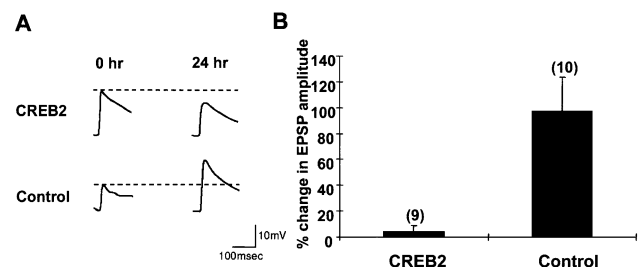 A
0 hr
24 hr
CREB2
Control
10mV
100msec
B
% change in EPSP amplitude
140
120
100
80
60
40
20
0
(9)
(10)
CREB2
Control